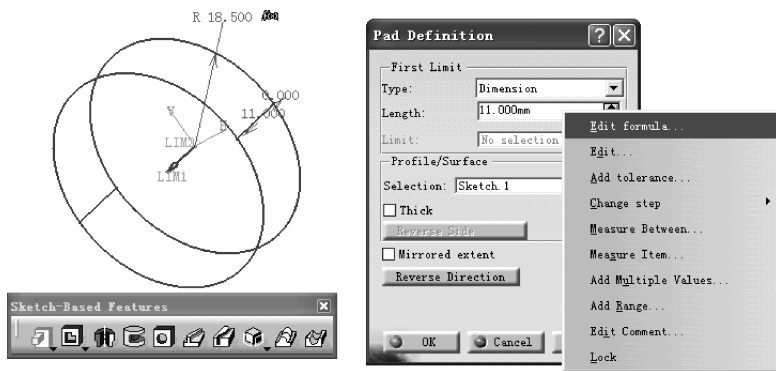 R 18.500 f(x)
0.000
11.000
V
H
LIM2
LIM1
Sketch-Based Features
Pad Definition
First Limit
Type: Dimension
Length: 11.000mm
Limit: No selection
Profile/Surface
Selection: Sketch.1
Thick
Reverse Side
Mirrored extent
Reverse Direction
OK Cancel
Edit formula...
Edit...
Add tolerance...
Change step
Measure Between...
Measure Item...
Add Multiple Values...
Add Range...
Edit Comment...
Lock